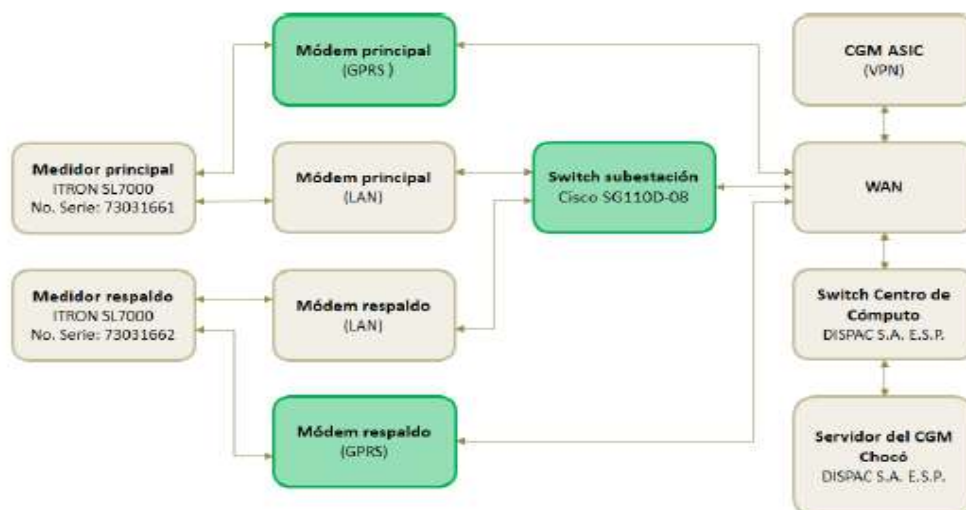 Módem principal
(GPRS )
CGM ASIC
(VPN)
Medidor principal
ITRON SL7000
No. Serie: 73031661
Módem principal
(LAN)
Switch subestación
Cisco SG110D-08
WAN
Medidor respaldo
ITRON SL7000
No. Serie: 73031662
Módem respaldo
(LAN)
Switch Centro de
Cómputo
DISPAC S.A. E.S.P.
Módem respaldo
(GPRS)
Servidor del CGM
Chocó
DISPAC S.A. E.S.P.